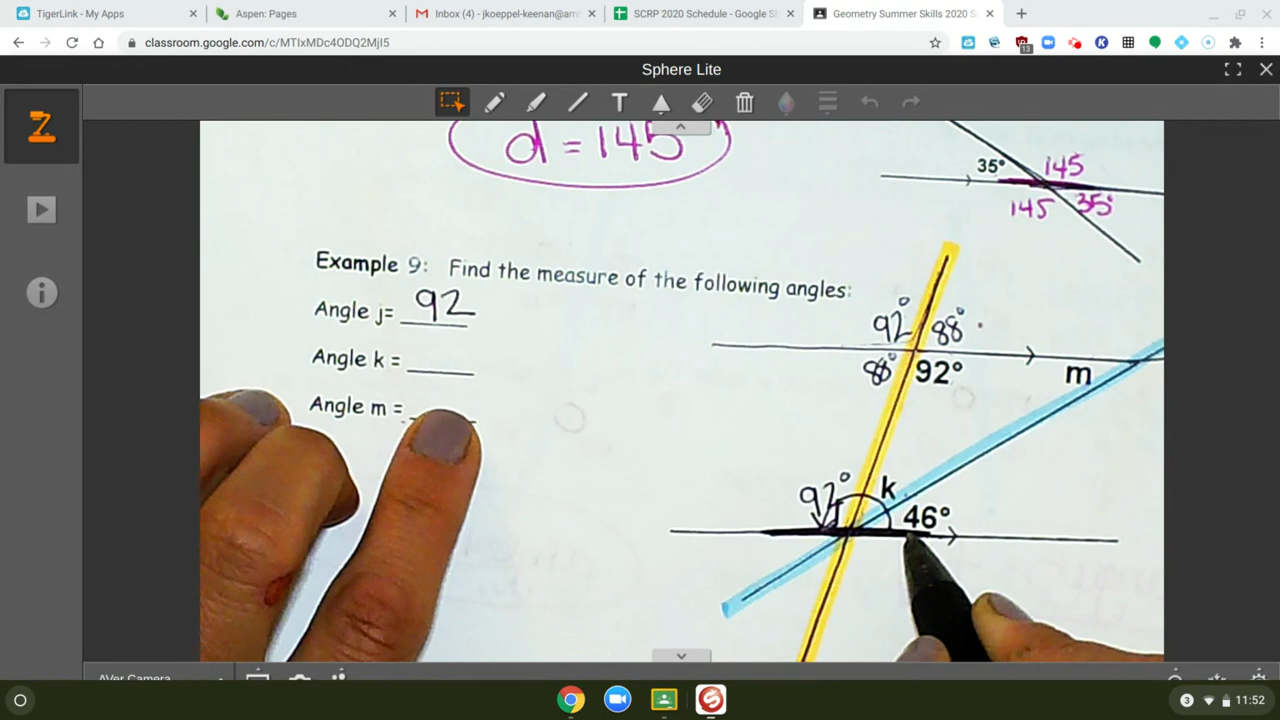 TigerLink - My Apps
Aspen: Pages
Inbox (4) - jkoeppel-keenan@am
SCRP 2020 Schedule - Google S
Geometry Summer Skills 2020 S
classroom.google.com/c/MTIxMDc4ODQ2MjI5
13
Sphere Lite
T
d = 145°
35°
145
145
35°
Example 9: Find the measure of the following angles:
Angle j= 92
Angle k =
Angle m =
92°
88°
88°
92°
m
92°
j
k
46°
AVer Camera
3
11:52